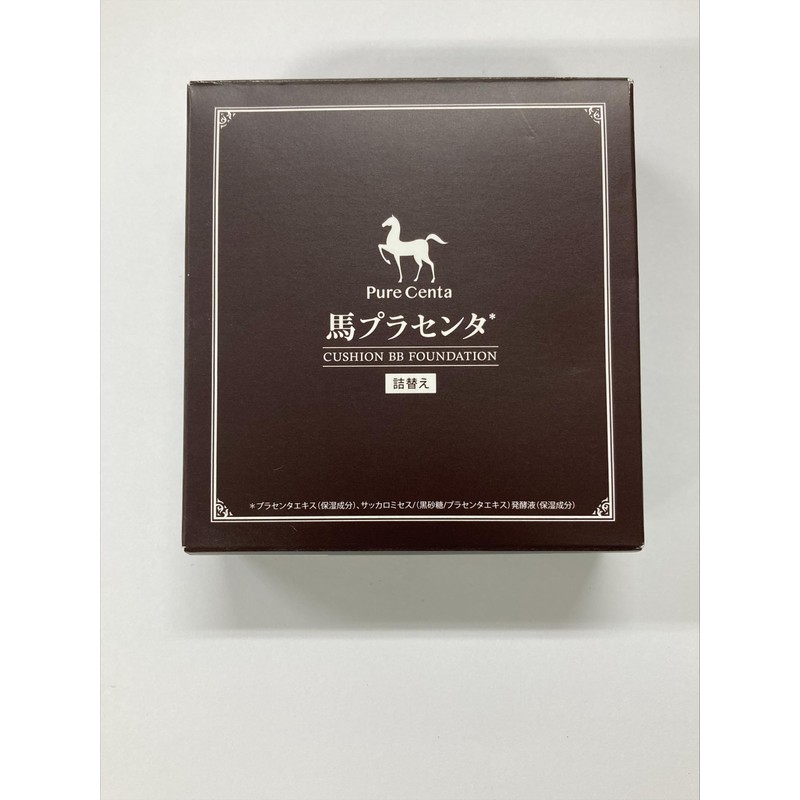 Pure Centa
馬プラセンタ*
CUSHION BB FOUNDATION
詰替え
*プラセンタエキス(保湿成分)、サッカロミセス/(黒砂糖/プラセンタエキス)発酵液(保湿成分)